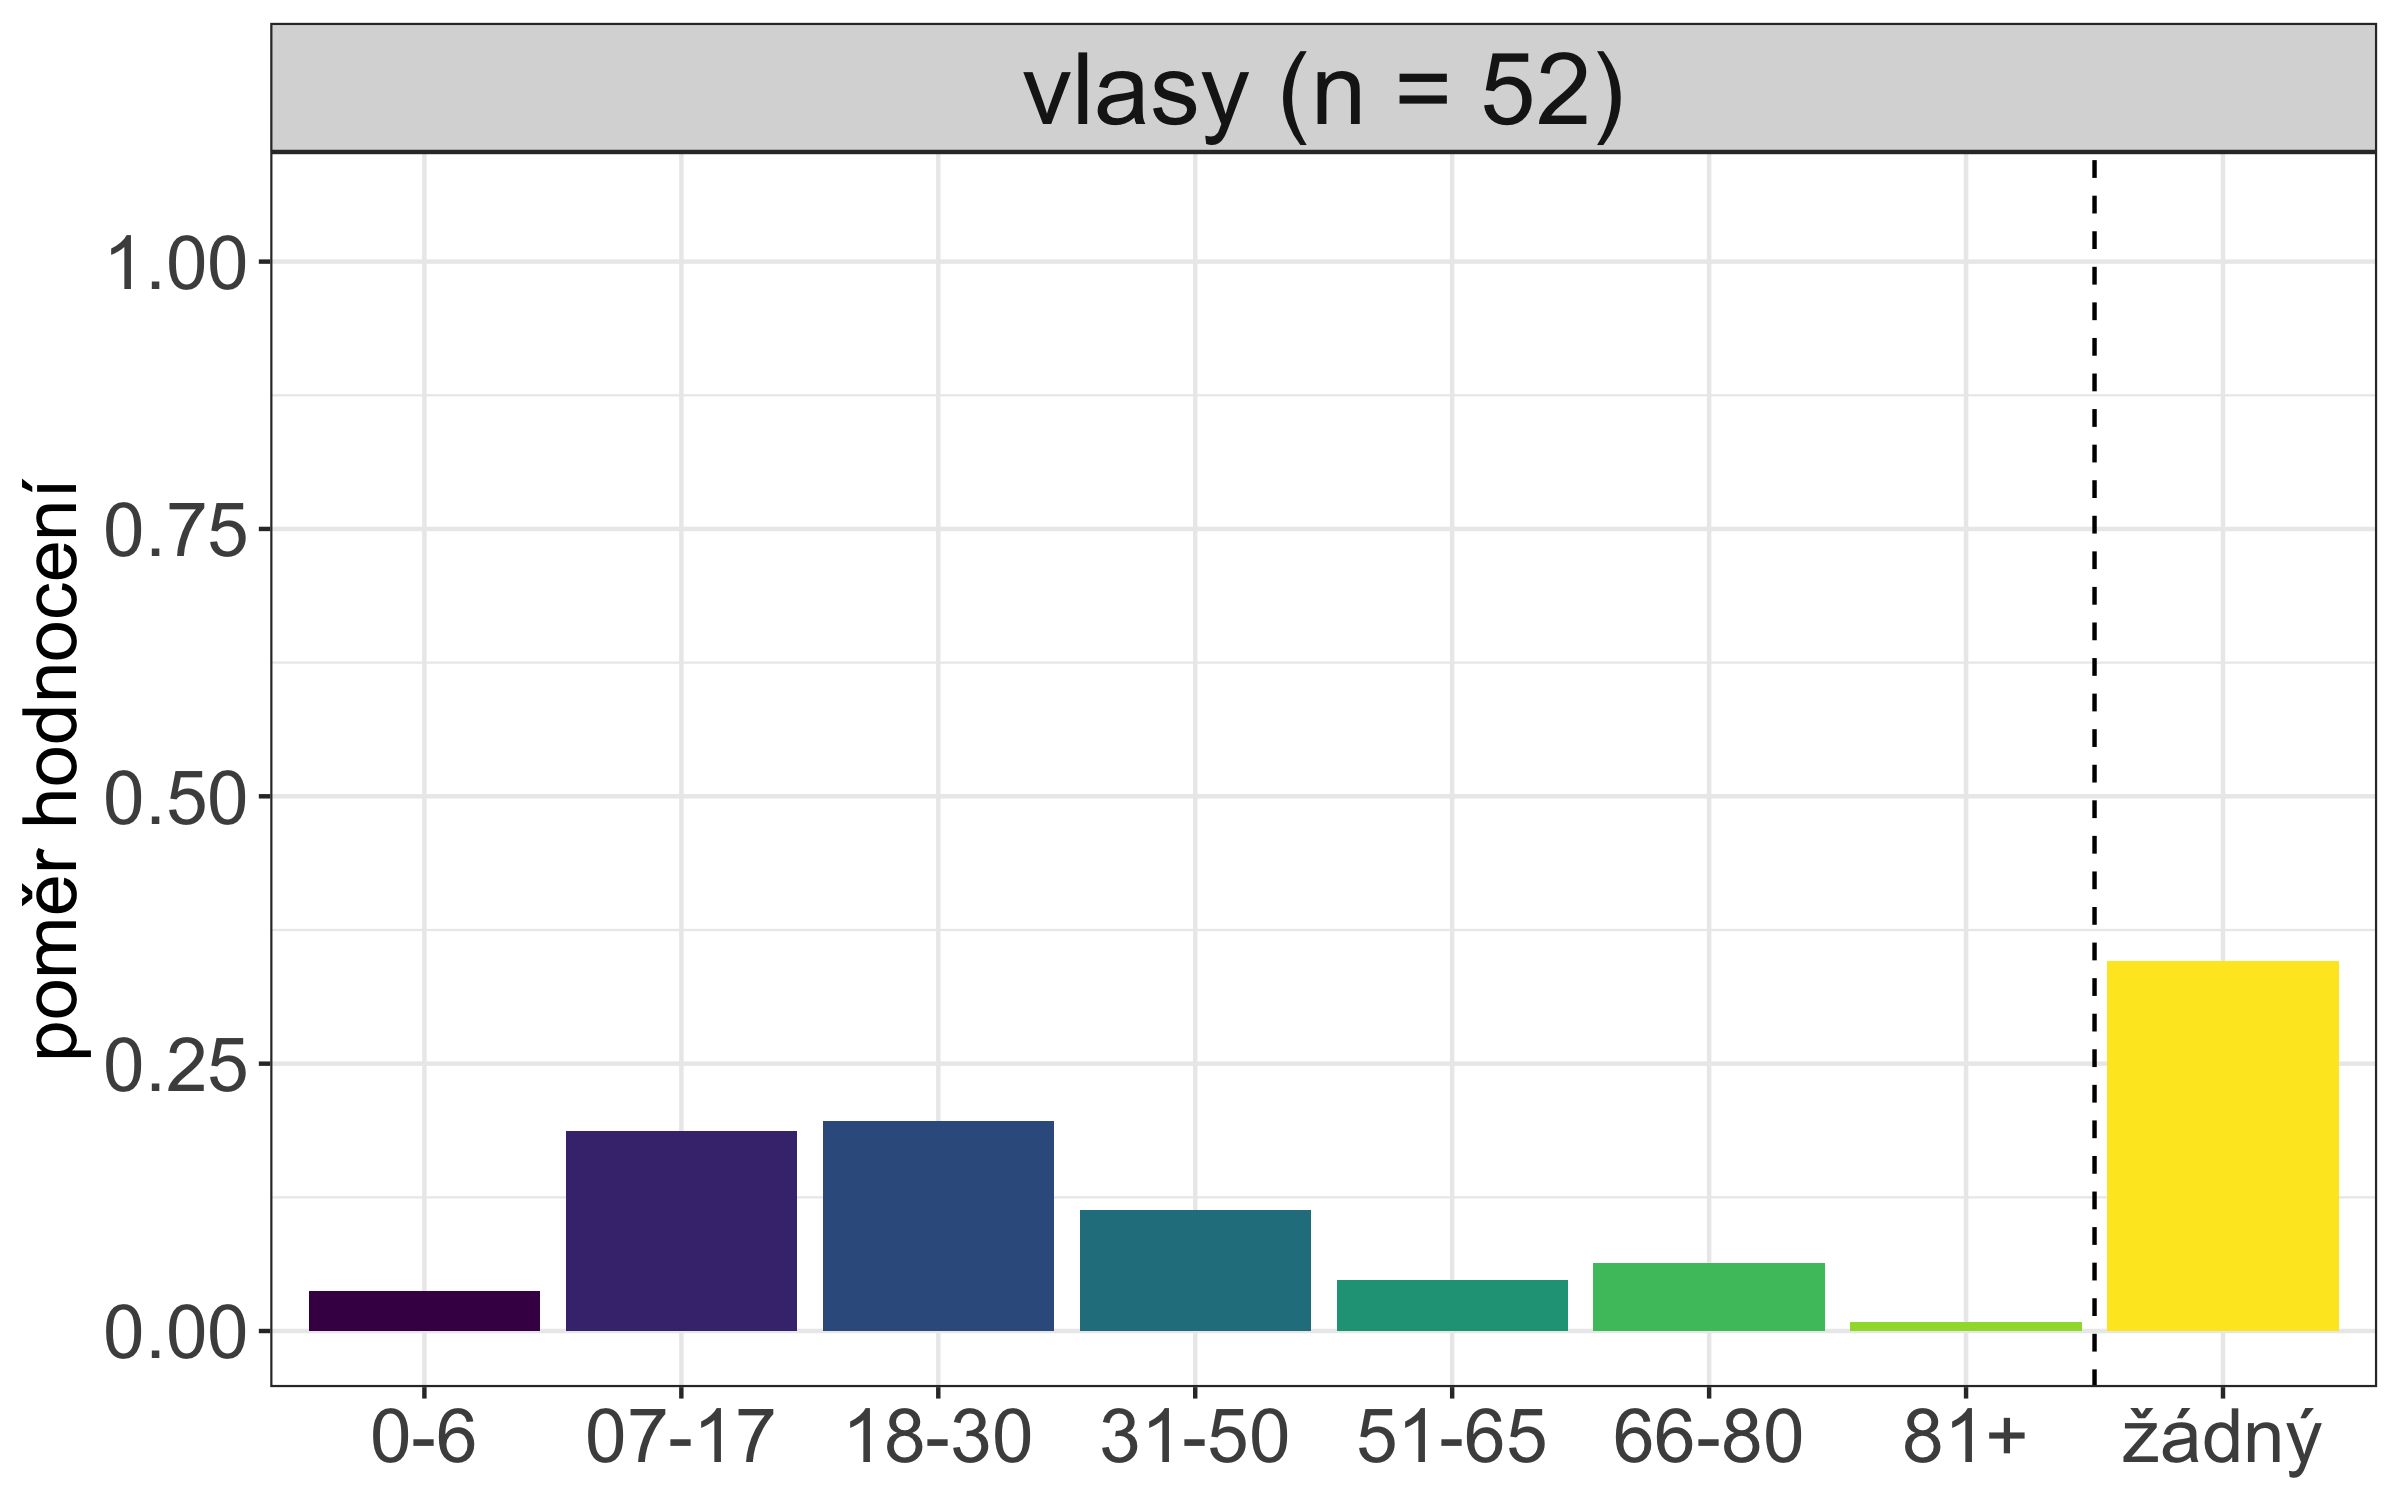 vlasy (n = 52)
poměr hodnocení
1.00
0.75
0.50
0.25
0.00
0-6 07-17 18-30 31-50 51-65 66-80 81+ žádný